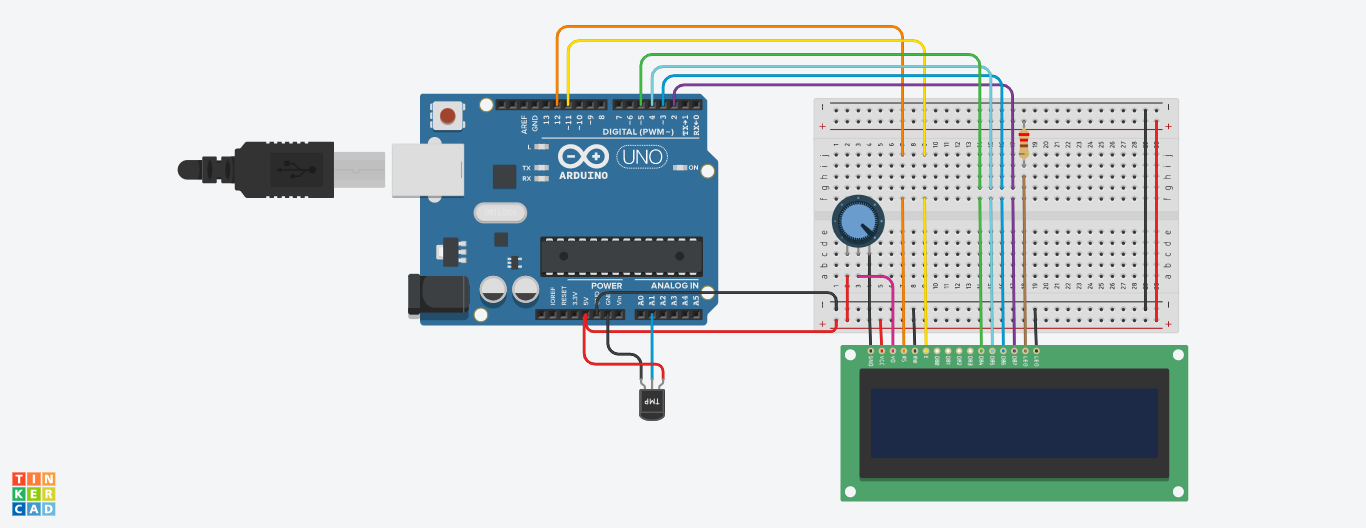 AREF
GND
13
12
~11
~10
~9
8
7
~6
~5
4
~3
2
TX→1
RX←0
DIGITAL (PWM~)
L
TX
RX
ARDUINO
UNO
ON
POWER
ANALOG IN
IOREF
RESET
3.3V
5V
GND
Vin
A0
A1
A2
A3
A4
A5
TMP
GND
VCC
V0
RS
RW
E
DB0
DB1
DB2
DB3
DB4
DB5
DB6
DB7
LED
LED
TIN
KER
CAD